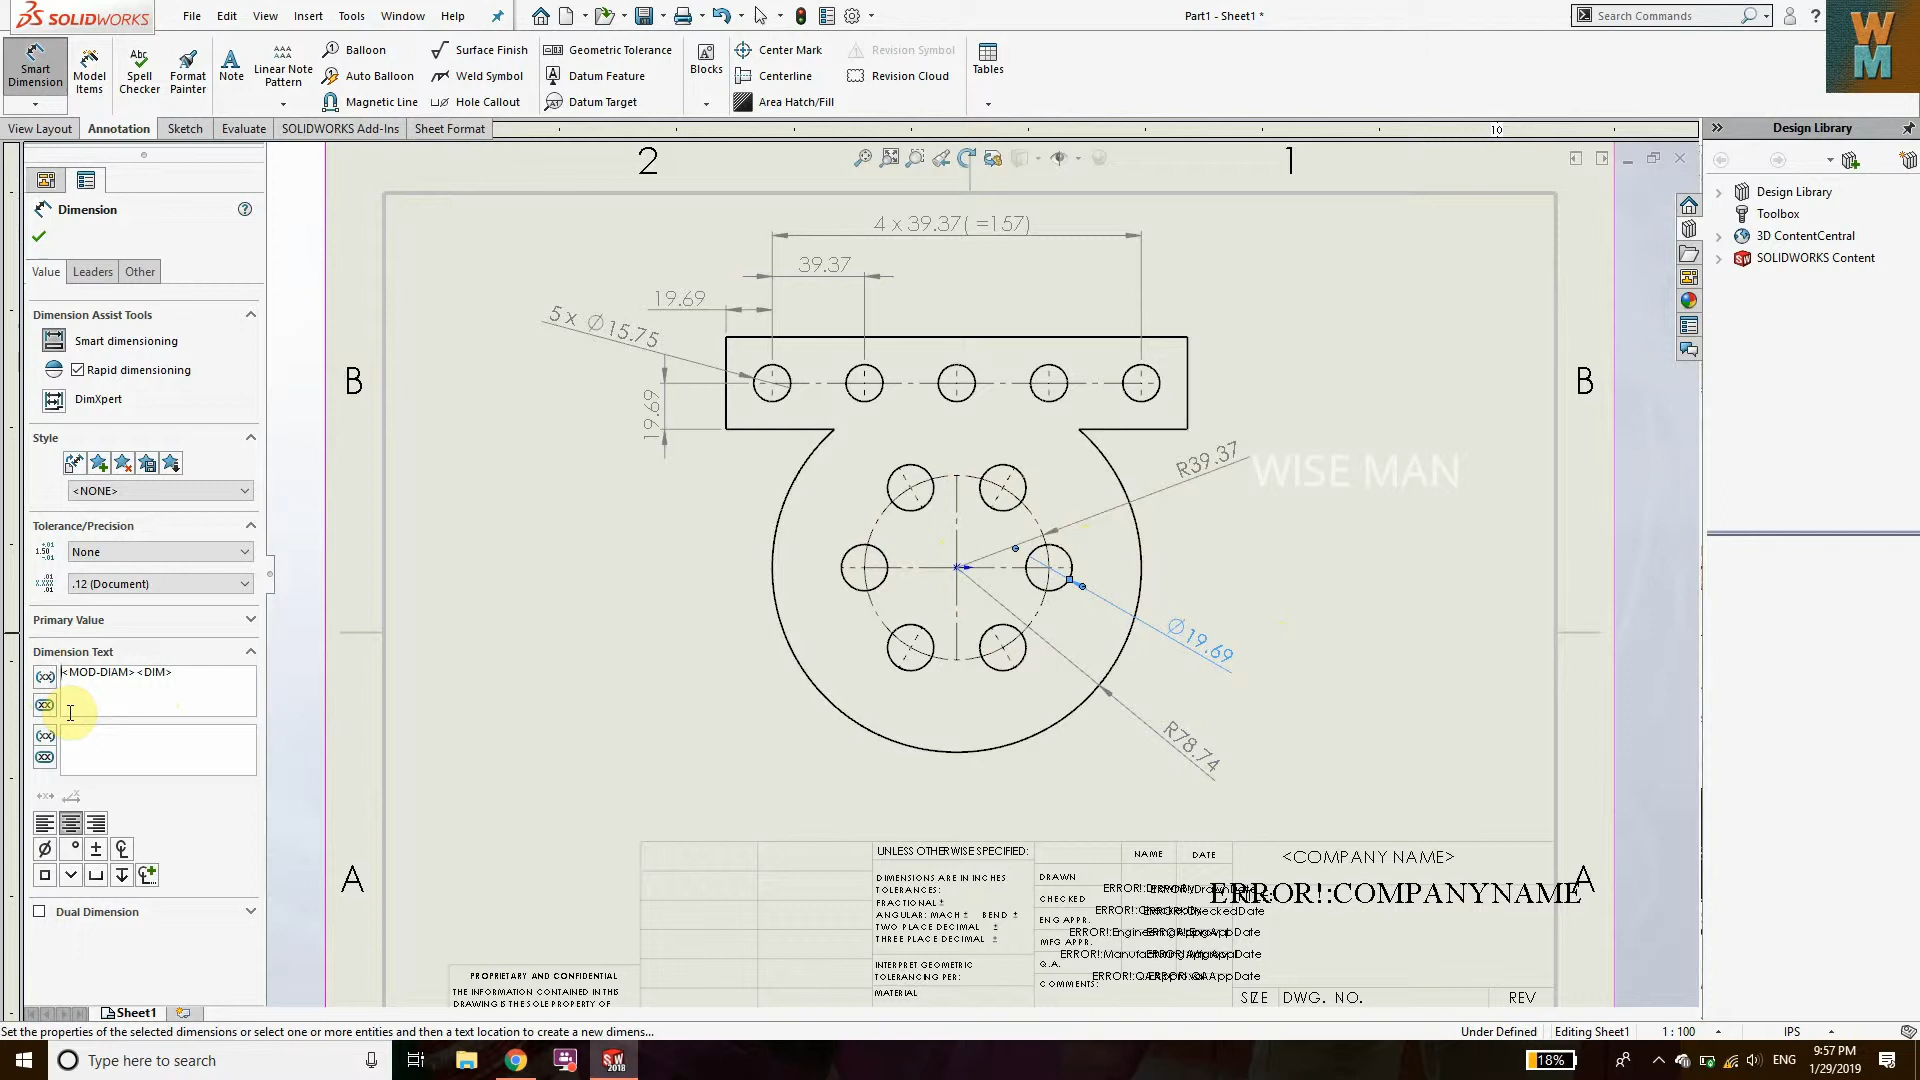 SOLIDWORKS
File Edit View Insert Tools Window Help
Part1 - Sheet1 *
Search Commands
WM
Smart Dimension
Model Items
Spell Checker
Format Painter
Note
Linear Note Pattern
Balloon
Auto Balloon
Magnetic Line
Surface Finish
Weld Symbol
Hole Callout
Geometric Tolerance
Datum Feature
Datum Target
Blocks
Center Mark
Centerline
Area Hatch/Fill
Revision Symbol
Revision Cloud
Tables
View Layout Annotation Sketch Evaluate SOLIDWORKS Add-Ins Sheet Format
10
Design Library
Design Library
Toolbox
3D ContentCentral
SOLIDWORKS Content
Dimension
Value Leaders Other
Dimension Assist Tools
Smart dimensioning
Rapid dimensioning
DimXpert
Style
<NONE>
Tolerance/Precision
None
.12 (Document)
Primary Value
Dimension Text
<MOD-DIAM><DIM>
Dual Dimension
2 1
B B
A A
4 x 39.37( =157)
39.37
19.69
5 x ∅15.75
19.69
R39.37
WISE MAN
∅19.69
R78.74
UNLESS OTHERWISE SPECIFIED:
DIMENSIONS ARE IN INCHES
TOLERANCES:
FRACTIONAL ±
ANGULAR: MACH ± BEND ±
TWO PLACE DECIMAL ±
THREE PLACE DECIMAL ±
INTERPRET GEOMETRIC
TOLERANCING PER:
MATERIAL
NAME DATE
DRAWN
CHECKED
ENG APPR.
MFG APPR.
Q.A.
COMMENTS:
<COMPANY NAME>
ERROR!:COMPANYNAME
SIZE DWG. NO. REV
PROPRIETARY AND CONFIDENTIAL
THE INFORMATION CONTAINED IN THIS
DRAWING IS THE SOLE PROPERTY OF
Sheet1
Set the properties of the selected dimensions or select one or more entities and then a text location to create a new dimens...
Under Defined Editing Sheet1 1 : 100 IPS
Type here to search
SW 2018
18%
ENG
9:57 PM
1/29/2019